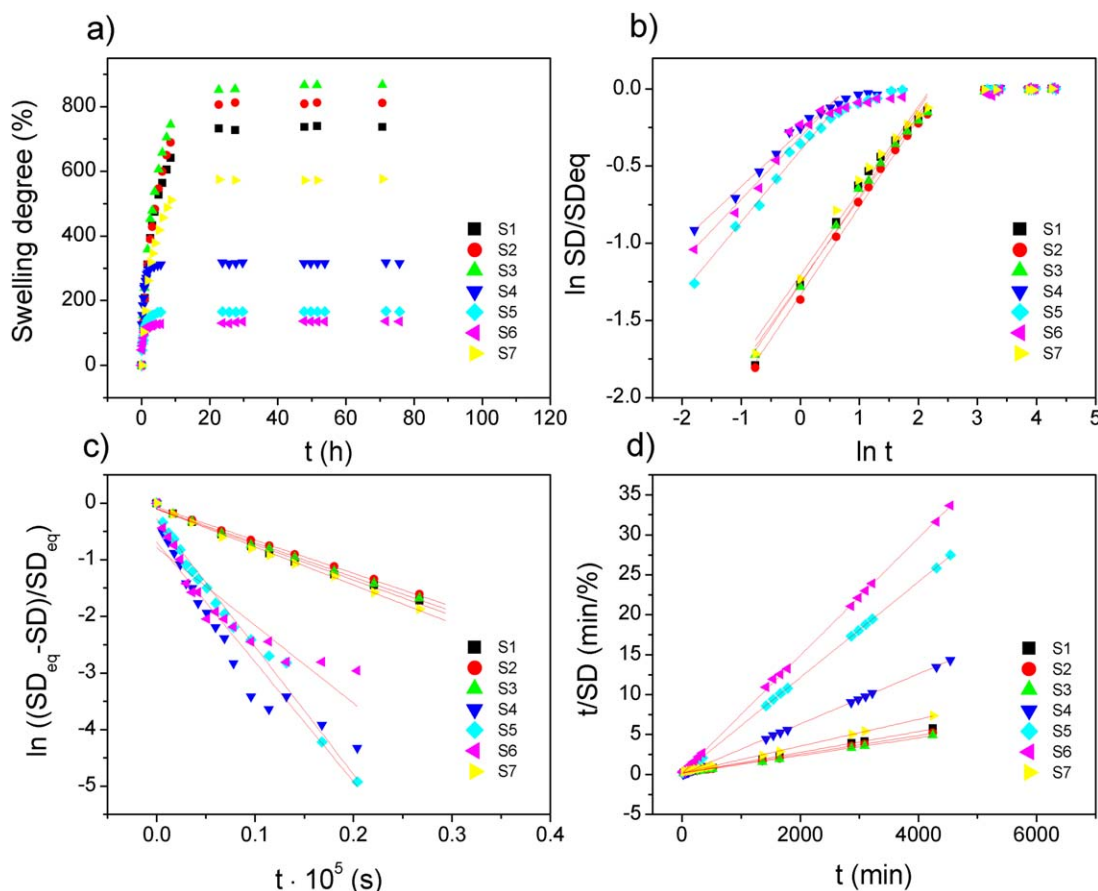 a)
Swelling degree (%)
800
600
400
200
0
0 20 40 60 80 100 120
t (h)
S1
S2
S3
S4
S5
S6
S7
b)
ln SD/SDeq
0.0
-0.5
-1.0
-1.5
-2.0
-2 -1 0 1 2 3 4 5
ln t
S1
S2
S3
S4
S5
S6
S7
c)
ln ((SDeq-SD)/SDeq)
0
-1
-2
-3
-4
-5
0.0 0.1 0.2 0.3 0.4
t · 10⁵ (s)
S1
S2
S3
S4
S5
S6
S7
d)
t/SD (min/%)
35
30
25
20
15
10
5
0
5
0 2000 4000 6000
t (min)
S1
S2
S3
S4
S5
S6
S7